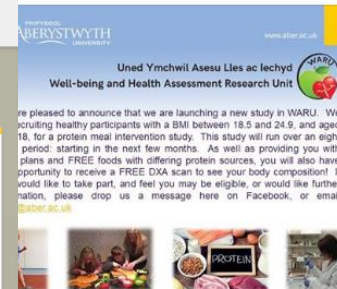 PRIFYSGOL
ABERYSTWYTH
UNIVERSITY
www.aber.ac.uk
Uned Ymchwil Asesu Lles ac Iechyd
Well-being and Health Assessment Research Unit
WARU
re pleased to announce that we are launching a new study in WARU. We
ecruiting healthy participants with a BMI between 18.5 and 24.9, and aged
18, for a protein meal intervention study. This study will run over an eigh
period: starting in the next few months. As well as providing you with
plans and FREE foods with differing protein sources, you will also have
pportunity to receive a FREE DXA scan to see your body composition! I
would like to take part, and feel you may be eligible, or would like furthe
mation, please drop us a message here on Facebook, or emai
@aber.ac.uk
PROTEIN